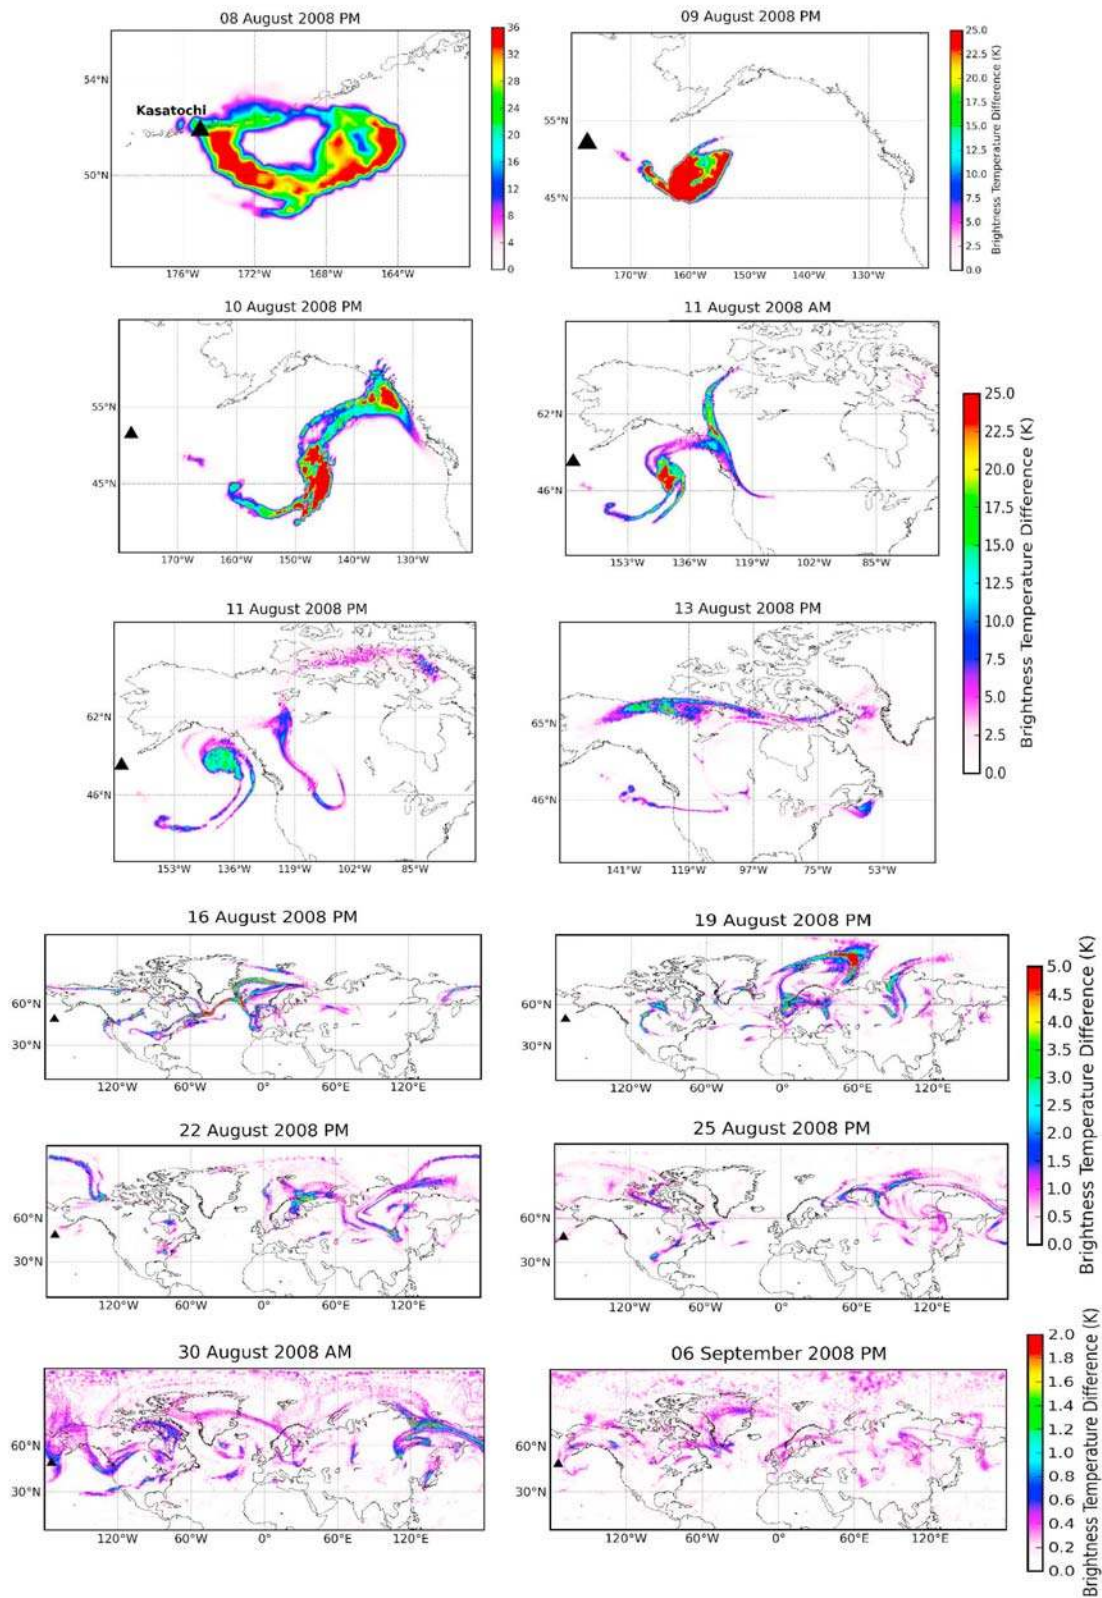 08 August 2008 PM
54°N
50°N
Kasatochi
176°W 172°W 168°W 164°W
36
32
28
24
20
16
12
8
4
0
09 August 2008 PM
55°N
45°N
170°W 160°W 150°W 140°W 130°W
25.0
22.5
20.0
17.5
15.0
12.5
10.0
7.5
5.0
2.5
0.0
Brightness Temperature Difference (K)
10 August 2008 PM
55°N
45°N
170°W 160°W 150°W 140°W 130°W
11 August 2008 AM
62°N
46°N
153°W 136°W 119°W 102°W 85°W
11 August 2008 PM
62°N
46°N
153°W 136°W 119°W 102°W 85°W
13 August 2008 PM
65°N
46°N
141°W 119°W 97°W 75°W 53°W
25.0
22.5
20.0
17.5
15.0
12.5
10.0
7.5
5.0
2.5
0.0
Brightness Temperature Difference (K)
16 August 2008 PM
60°N
30°N
120°W 60°W 0° 60°E 120°E
19 August 2008 PM
60°N
30°N
120°W 60°W 0° 60°E 120°E
22 August 2008 PM
60°N
30°N
120°W 60°W 0° 60°E 120°E
25 August 2008 PM
60°N
30°N
120°W 60°W 0° 60°E 120°E
5.0
4.5
4.0
3.5
3.0
2.5
2.0
1.5
1.0
0.5
0.0
Brightness Temperature Difference (K)
30 August 2008 AM
60°N
30°N
120°W 60°W 0° 60°E 120°E
06 September 2008 PM
60°N
30°N
120°W 60°W 0° 60°E 120°E
2.0
1.8
1.6
1.4
1.2
1.0
0.8
0.6
0.4
0.2
0.0
Brightness Temperature Difference (K)